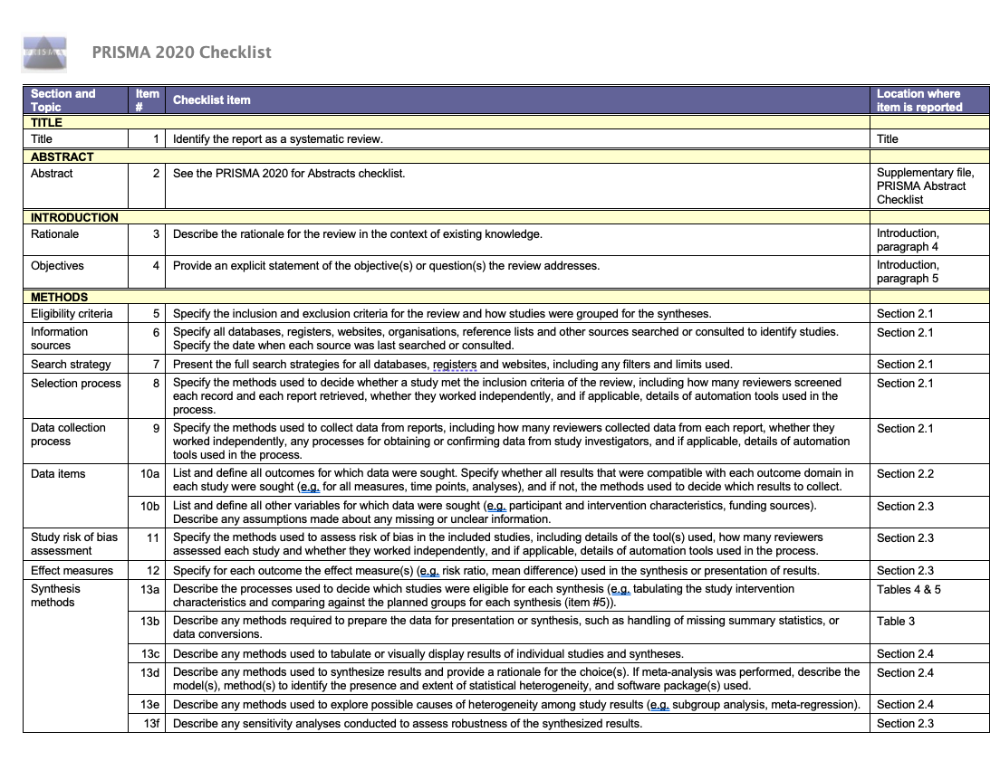 PRISMA
PRISMA 2020 Checklist
Section and Topic Item # Checklist item Location where item is reported
TITLE
Title 1 Identify the report as a systematic review. Title
ABSTRACT
Abstract 2 See the PRISMA 2020 for Abstracts checklist. Supplementary file,
PRISMA Abstract
Checklist
INTRODUCTION
Rationale 3 Describe the rationale for the review in the context of existing knowledge. Introduction,
paragraph 4
Objectives 4 Provide an explicit statement of the objective(s) or question(s) the review addresses. Introduction,
paragraph 5
METHODS
Eligibility criteria 5 Specify the inclusion and exclusion criteria for the review and how studies were grouped for the syntheses. Section 2.1
Information 6 Specify all databases, registers, websites, organisations, reference lists and other sources searched or consulted to identify studies. Section 2.1
sources Specify the date when each source was last searched or consulted.
Search strategy 7 Present the full search strategies for all databases, registers and websites, including any filters and limits used. Section 2.1
Selection process 8 Specify the methods used to decide whether a study met the inclusion criteria of the review, including how many reviewers screened Section 2.1
each record and each report retrieved, whether they worked independently, and if applicable, details of automation tools used in the
process.
Data collection 9 Specify the methods used to collect data from reports, including how many reviewers collected data from each report, whether they Section 2.1
process worked independently, any processes for obtaining or confirming data from study investigators, and if applicable, details of automation
tools used in the process.
Data items 10a List and define all outcomes for which data were sought. Specify whether all results that were compatible with each outcome domain in Section 2.2
each study were sought (e.g. for all measures, time points, analyses), and if not, the methods used to decide which results to collect.
10b List and define all other variables for which data were sought (e.g. participant and intervention characteristics, funding sources). Section 2.3
Describe any assumptions made about any missing or unclear information.
Study risk of bias 11 Specify the methods used to assess risk of bias in the included studies, including details of the tool(s) used, how many reviewers Section 2.3
assessment assessed each study and whether they worked independently, and if applicable, details of automation tools used in the process.
Effect measures 12 Specify for each outcome the effect measure(s) (e.g. risk ratio, mean difference) used in the synthesis or presentation of results. Section 2.3
Synthesis 13a Describe the processes used to decide which studies were eligible for each synthesis (e.g. tabulating the study intervention Tables 4 & 5
methods characteristics and comparing against the planned groups for each synthesis (item #5)).
13b Describe any methods required to prepare the data for presentation or synthesis, such as handling of missing summary statistics, or Table 3
data conversions.
13c Describe any methods used to tabulate or visually display results of individual studies and syntheses. Section 2.4
13d Describe any methods used to synthesize results and provide a rationale for the choice(s). If meta-analysis was performed, describe the Section 2.4
model(s), method(s) to identify the presence and extent of statistical heterogeneity, and software package(s) used.
13e Describe any methods used to explore possible causes of heterogeneity among study results (e.g. subgroup analysis, meta-regression). Section 2.4
13f Describe any sensitivity analyses conducted to assess robustness of the synthesized results. Section 2.3